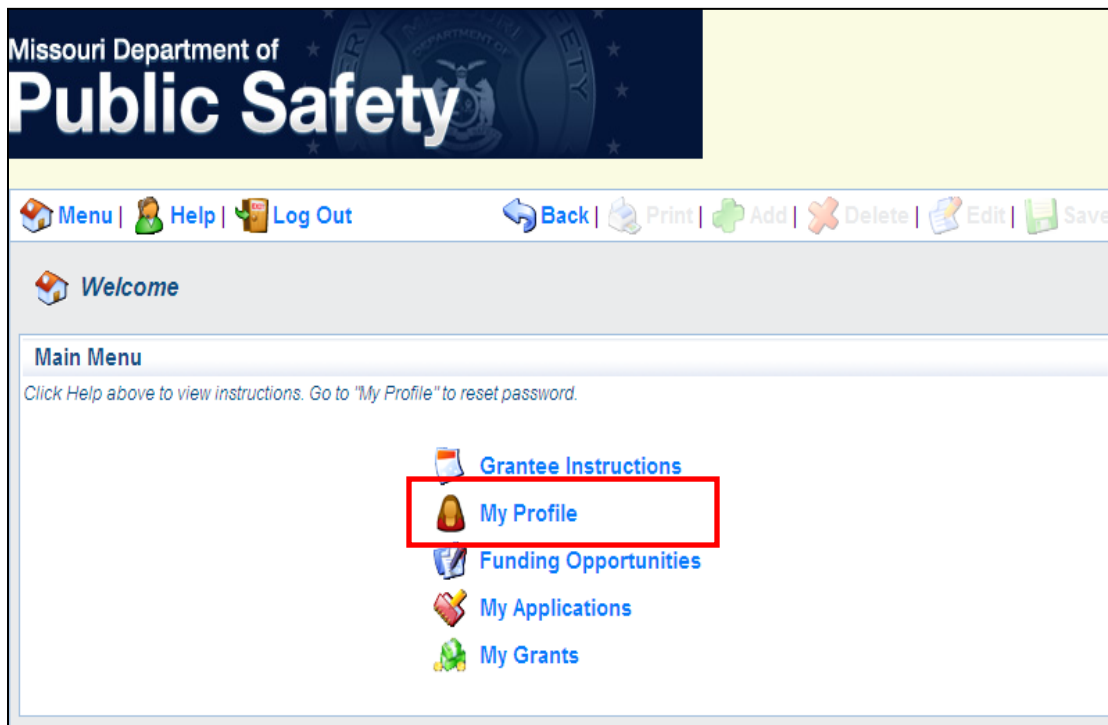 Missouri Department of
Public Safety
Menu | Help | Log Out Back | Print | Add | Delete | Edit | Save
Welcome
Main Menu
Click Help above to view instructions. Go to "My Profile" to reset password.
Grantee Instructions
My Profile
Funding Opportunities
My Applications
My Grants